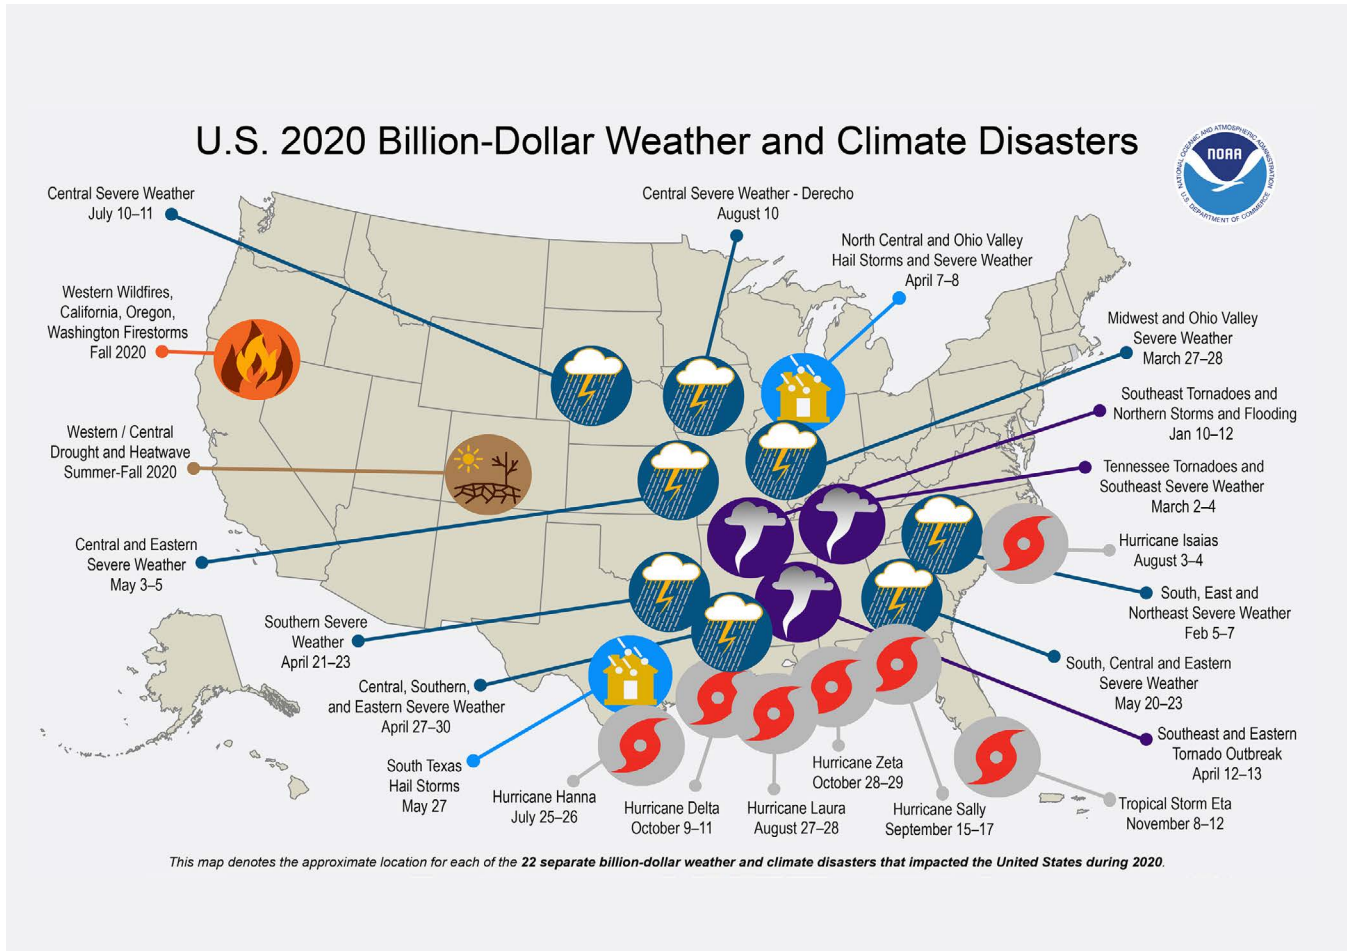 U.S. 2020 Billion-Dollar Weather and Climate Disasters
NATIONAL OCEANIC AND ATMOSPHERIC ADMINISTRATION
NOAA
U.S. DEPARTMENT OF COMMERCE
Central Severe Weather
July 10–11
Central Severe Weather - Derecho
August 10
North Central and Ohio Valley
Hail Storms and Severe Weather
April 7–8
Western Wildfires,
California, Oregon,
Washington Firestorms
Fall 2020
Midwest and Ohio Valley
Severe Weather
March 27–28
Southeast Tornadoes and
Northern Storms and Flooding
Jan 10–12
Western / Central
Drought and Heatwave
Summer-Fall 2020
Tennessee Tornadoes and
Southeast Severe Weather
March 2–4
Central and Eastern
Severe Weather
May 3–5
Hurricane Isaias
August 3–4
South, East and
Northeast Severe Weather
Feb 5–7
Southern Severe
Weather
April 21–23
South, Central and Eastern
Severe Weather
May 20–23
Central, Southern,
and Eastern Severe Weather
April 27–30
Southeast and Eastern
Tornado Outbreak
April 12–13
South Texas
Hail Storms
May 27
Hurricane Hanna
July 25–26
Hurricane Delta
October 9–11
Hurricane Laura
August 27–28
Hurricane Zeta
October 28–29
Hurricane Sally
September 15–17
Tropical Storm Eta
November 8–12
This map denotes the approximate location for each of the 22 separate billion-dollar weather and climate disasters that impacted the United States during 2020.